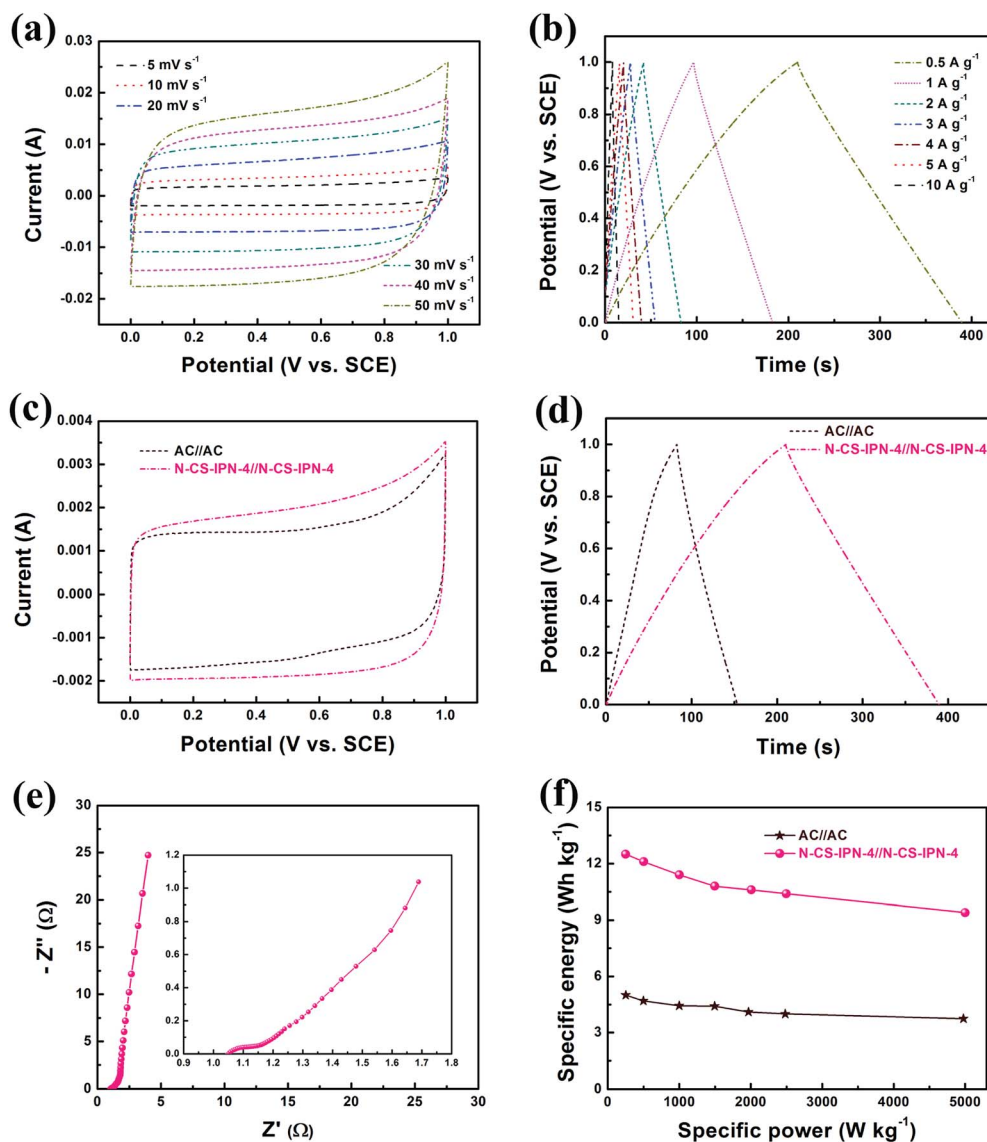 (a)
0.03
0.02
0.01
0.00
-0.01
-0.02
Current (A)
5 mV s⁻¹
10 mV s⁻¹
20 mV s⁻¹
30 mV s⁻¹
40 mV s⁻¹
50 mV s⁻¹
0.0 0.2 0.4 0.6 0.8 1.0
Potential (V vs. SCE)
(b)
1.0
0.8
0.6
0.4
0.2
0.0
Potential (V vs. SCE)
0.5 A g⁻¹
1 A g⁻¹
2 A g⁻¹
3 A g⁻¹
4 A g⁻¹
5 A g⁻¹
10 A g⁻¹
0 100 200 300 400
Time (s)
(c)
0.004
0.003
0.002
0.001
0.000
-0.001
-0.002
Current (A)
AC//AC
N-CS-IPN-4//N-CS-IPN-4
0.0 0.2 0.4 0.6 0.8 1.0
Potential (V vs. SCE)
(d)
1.0
0.8
0.6
0.4
0.2
0.0
Potential (V vs. SCE)
AC//AC
N-CS-IPN-4//N-CS-IPN-4
0 100 200 300 400
Time (s)
(e)
30
25
20
15
10
5
0
- Z'' (Ω)
1.2
1.0
0.8
0.6
0.4
0.2
0.0
0.9 1.0 1.1 1.2 1.3 1.4 1.5 1.6 1.7 1.8
0 5 10 15 20 25 30
Z' (Ω)
(f)
15
12
9
6
3
0
Specific energy (Wh kg⁻¹)
AC//AC
N-CS-IPN-4//N-CS-IPN-4
0 1000 2000 3000 4000 5000
Specific power (W kg⁻¹)